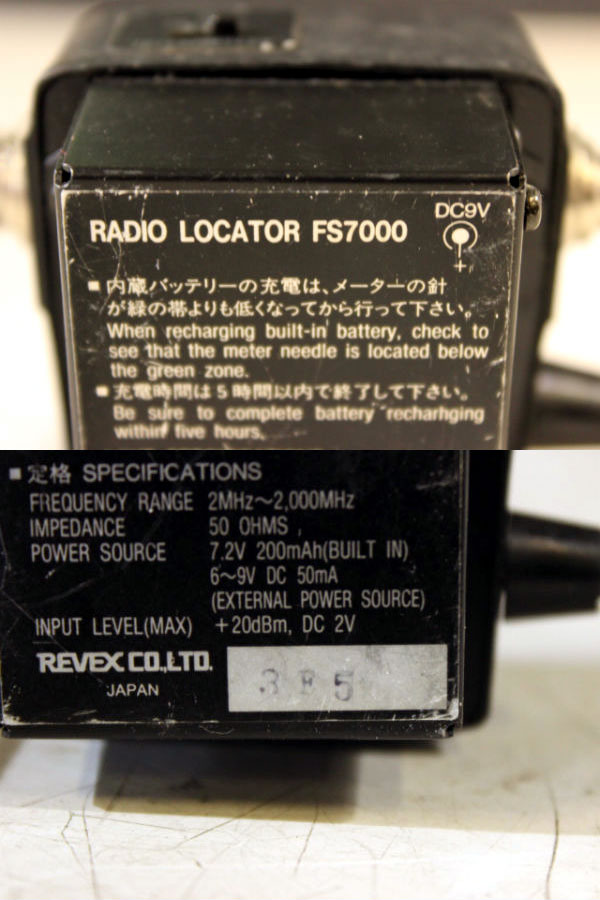 RADIO LOCATOR FS7000
DC9V
+
■ 内蔵バッテリーの充電は、メーターの針
が緑の帯よりも低くなってから行って下さい。
When recharging built-in battery, check to
see that the meter needle is located below
the green zone.
■ 充電時間は5時間以内で終了して下さい。
Be sure to complete battery recharhging
within five hours.
■ 定格 SPECIFICATIONS
FREQUENCY RANGE 2MHz～2,000MHz
IMPEDANCE 50 OHMS
POWER SOURCE 7.2V 200mAh(BUILT IN)
6～9V DC 50mA
(EXTERNAL POWER SOURCE)
INPUT LEVEL(MAX) +20dBm, DC 2V
REVEX CO.,LTD.
JAPAN
3E5